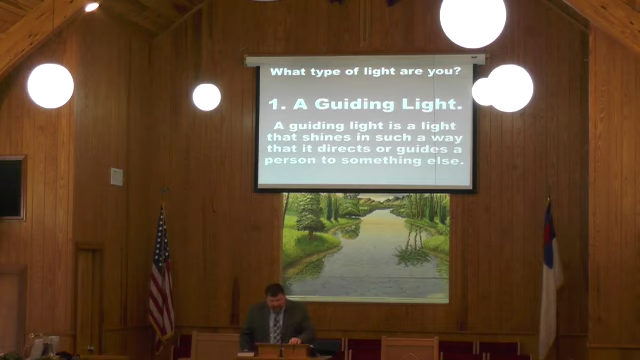 What type of light are you?
1. A Guiding Light.
A guiding light is a light
that shines in such a way
that it directs or guides a
person to something else.